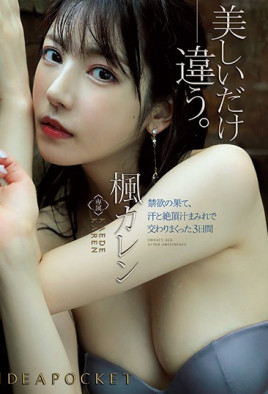 美しいだけ
違う。
楓カレン
専属
KAEDE
KAREN
禁欲の果て、
汗と絶頂汁まみれで
交わりまくった3日間
IDEAPOCKET